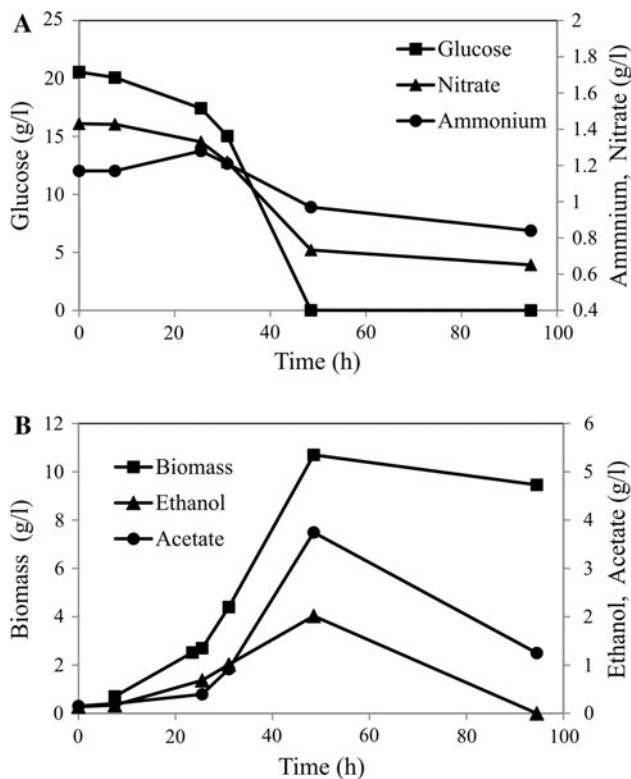 A
25
20
15
10
5
0
Glucose (g/l)
Glucose
Nitrate
Ammonium
2
1.8
1.6
1.4
1.2
1
0.8
0.6
0.4
Ammnium, Nitrate (g/l)
0 20 40 60 80 100
Time (h)
B
12
10
8
6
4
2
0
Biomass (g/l)
Biomass
Ethanol
Acetate
6
5
4
3
2
1
0
Ethanol, Acetate (g/l)
0 20 40 60 80 100
Time (h)